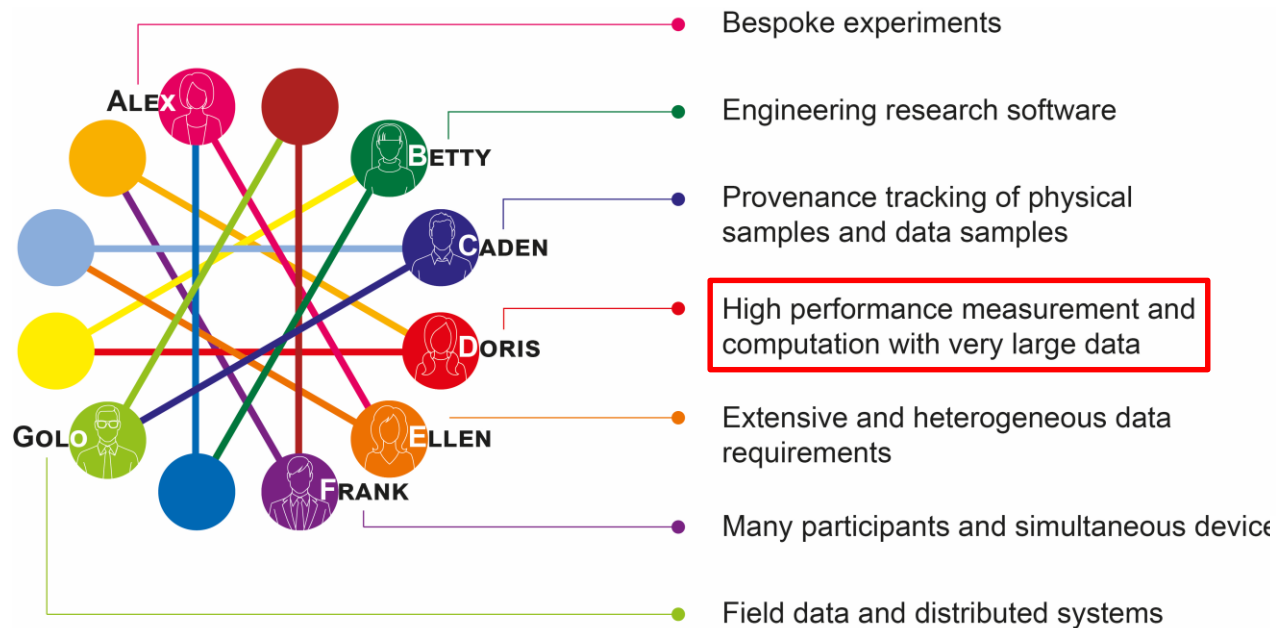 Bespoke experiments
ALEX
Engineering research software
BETTY
Provenance tracking of physical
samples and data samples
CADEN
High performance measurement and
computation with very large data
DORIS
Extensive and heterogeneous data
requirements
GOLO
ELLEN
FRANK
Many participants and simultaneous device
Field data and distributed systems